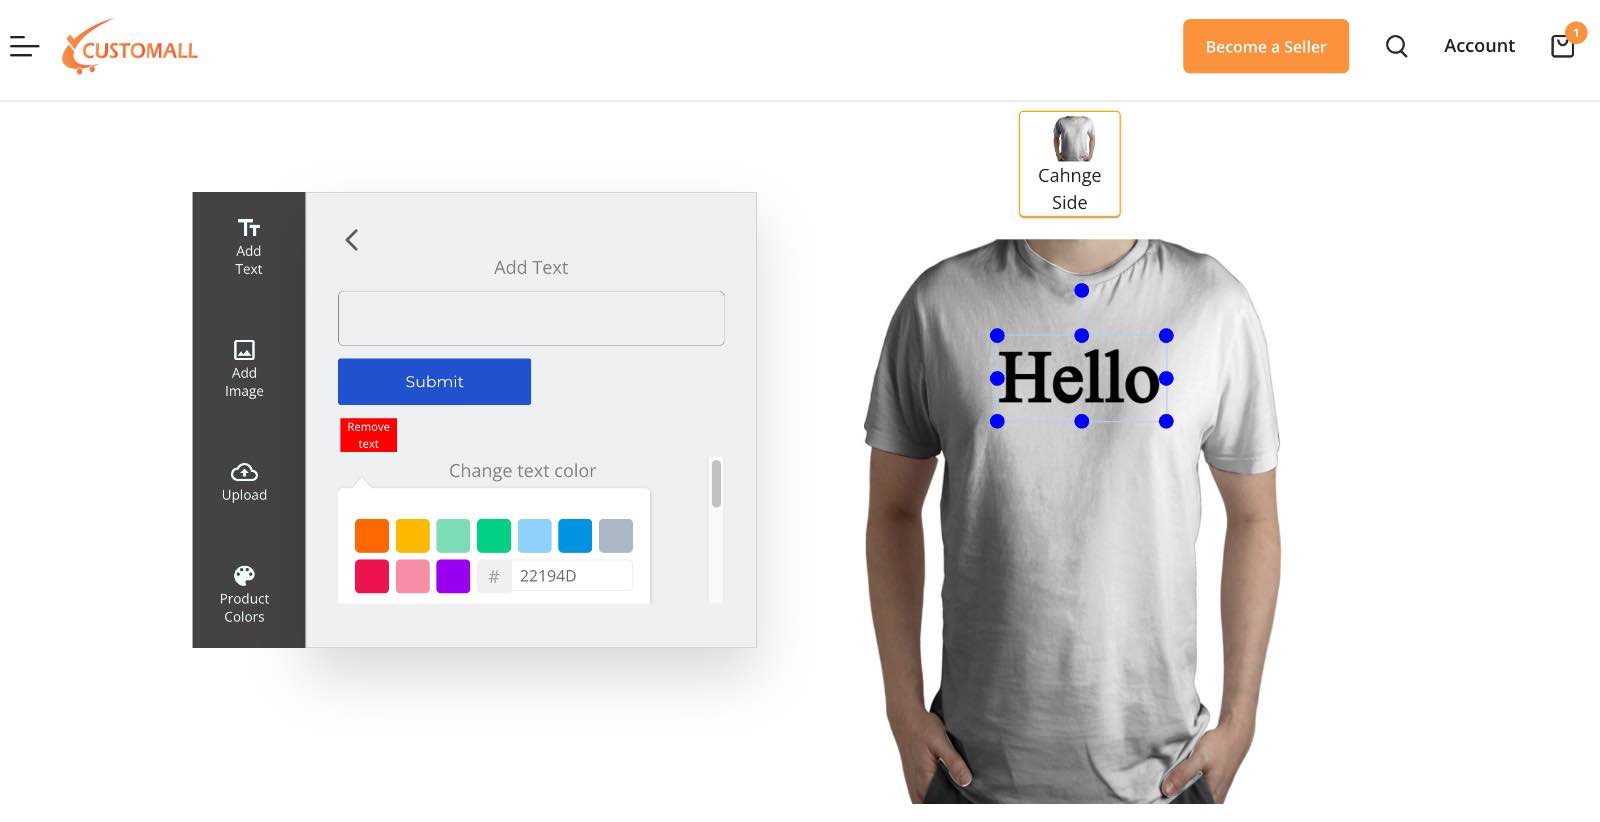 CUSTOMALL
Become a Seller
Account
1
Cahnge
Side
Add
Text
Add
Image
Upload
Product
Colors
Add Text
Submit
Remove
text
Change text color
# 22194D
Hello